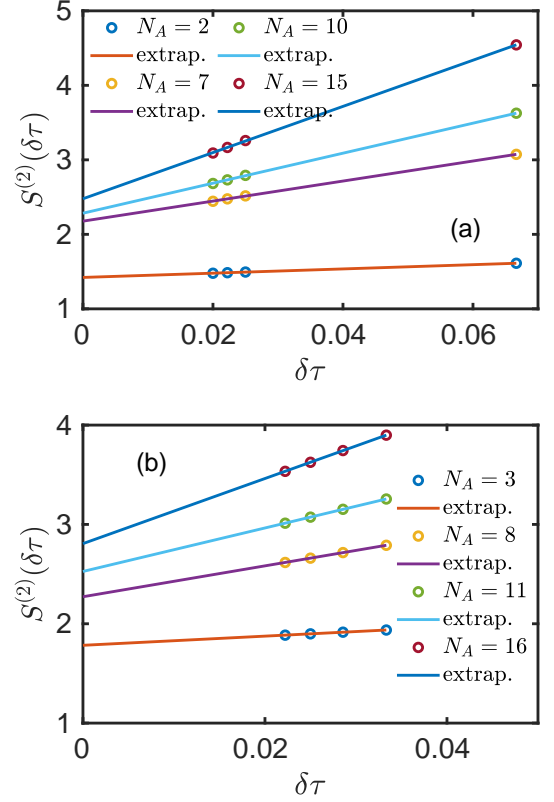 5
4
3
2
1
S^{(2)}(δτ)
N_A = 2
N_A = 10
extrap.
extrap.
N_A = 7
N_A = 15
extrap.
extrap.
(a)
0
0.02
0.04
0.06
δτ
4
3
2
1
S^{(2)}(δτ)
(b)
N_A = 3
extrap.
N_A = 8
extrap.
N_A = 11
extrap.
N_A = 16
extrap.
0
0.02
0.04
δτ